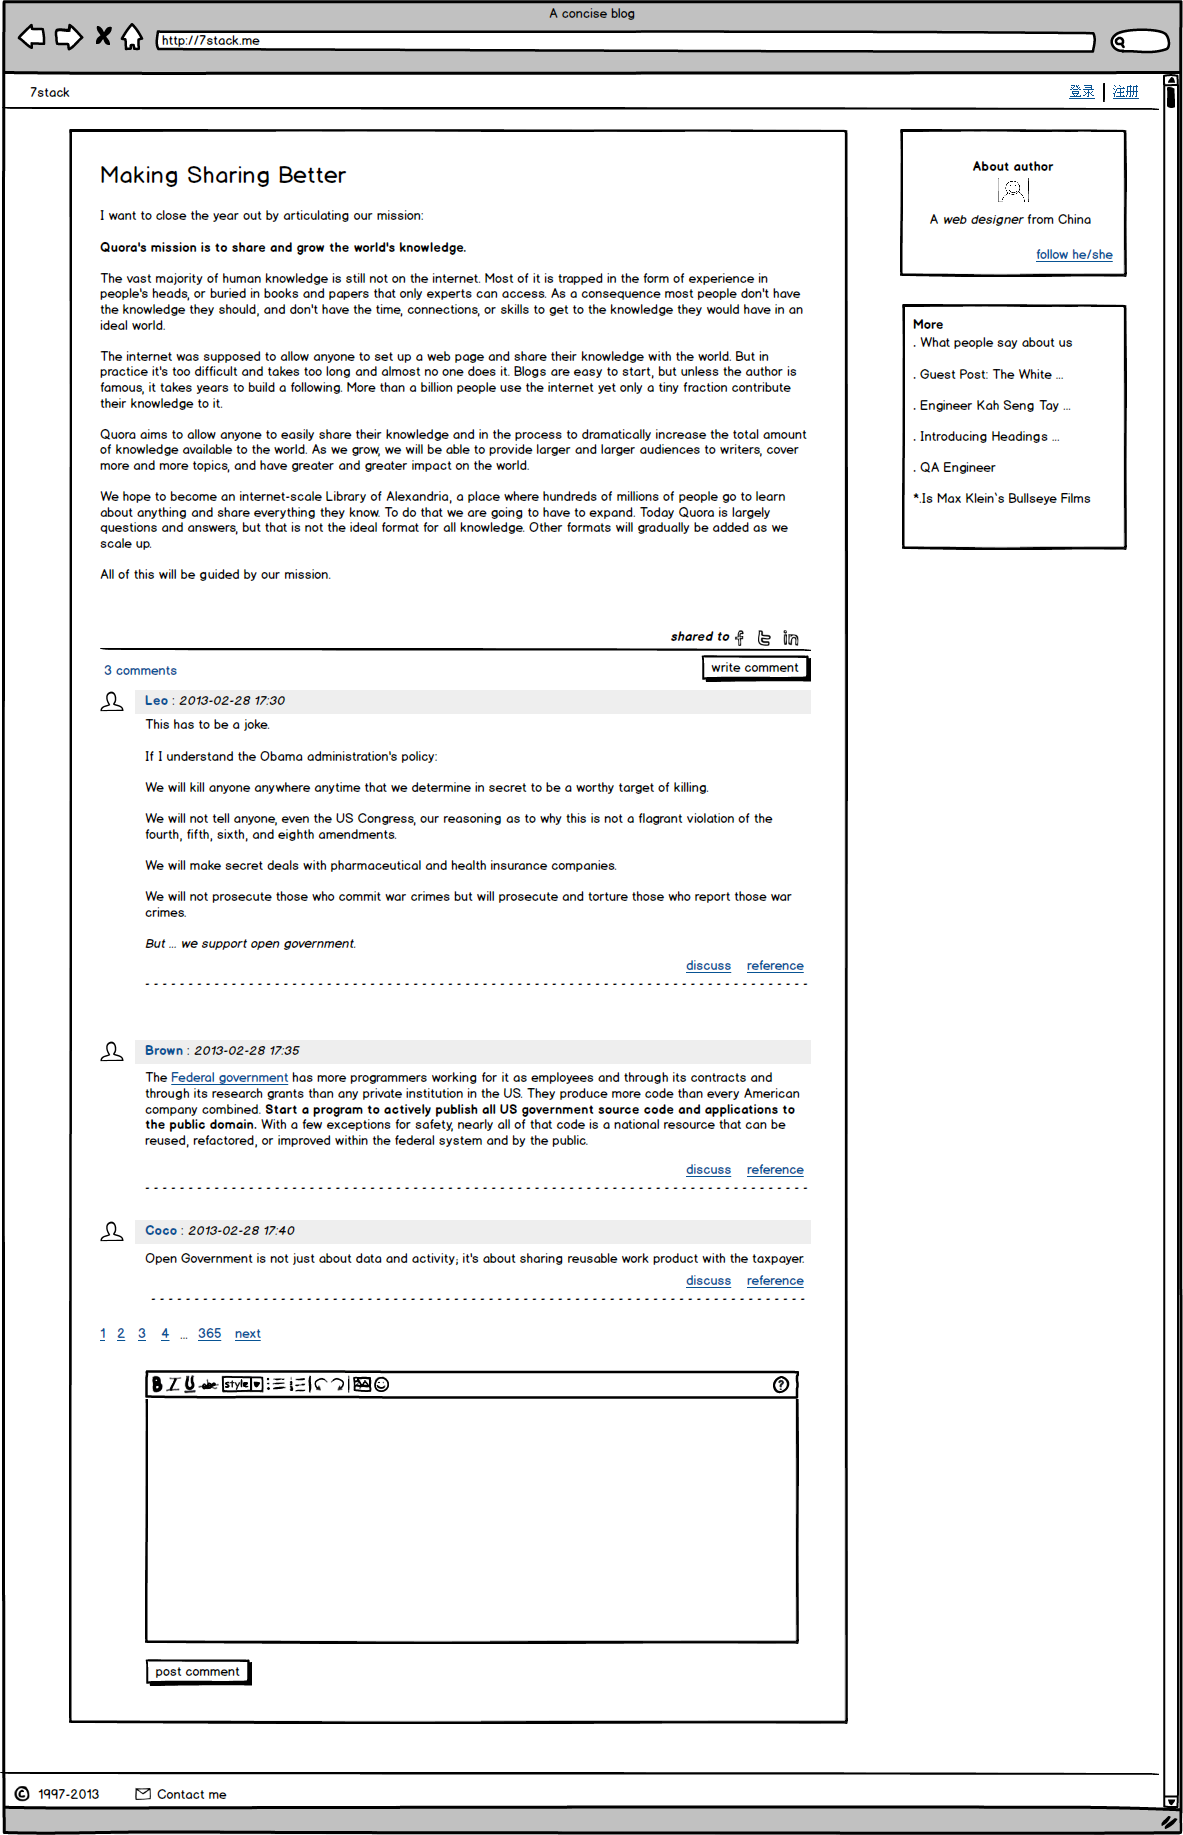 A concise blog
http://7stack.me
7stack
登录 | 注册
Making Sharing Better
I want to close the year out by articulating our mission:
Quora's mission is to share and grow the world's knowledge.
The vast majority of human knowledge is still not on the internet. Most of it is trapped in the form of experience in
people's heads, or buried in books and papers that only experts can access. As a consequence most people don't have
the knowledge they should, and don't have the time, connections, or skills to get to the knowledge they would have in an
ideal world.
The internet was supposed to allow anyone to set up a web page and share their knowledge with the world. But in
practice it's too difficult and takes too long and almost no one does it. Blogs are easy to start, but unless the author is
famous, it takes years to build a following. More than a billion people use the internet yet only a tiny fraction contribute
their knowledge to it.
Quora aims to allow anyone to easily share their knowledge and in the process to dramatically increase the total amount
of knowledge available to the world. As we grow, we will be able to provide larger and larger audiences to writers, cover
more and more topics, and have greater and greater impact on the world.
We hope to become an internet-scale Library of Alexandria, a place where hundreds of millions of people go to learn
about anything and share everything they know. To do that we are going to have to expand. Today Quora is largely
questions and answers, but that is not the ideal format for all knowledge. Other formats will gradually be added as we
scale up.
All of this will be guided by our mission.
shared to f t in
3 comments
write comment
Leo : 2013-02-28 17:30
This has to be a joke.
If I understand the Obama administration's policy:
We will kill anyone anywhere anytime that we determine in secret to be a worthy target of killing.
We will not tell anyone, even the US Congress, our reasoning as to why this is not a flagrant violation of the
fourth, fifth, sixth, and eighth amendments.
We will make secret deals with pharmaceutical and health insurance companies.
We will not prosecute those who commit war crimes but will prosecute and torture those who report those war
crimes.
But ... we support open government.
discuss reference
Brown : 2013-02-28 17:35
The Federal government has more programmers working for it as employees and through its contracts and
through its research grants than any private institution in the US. They produce more code than every American
company combined. Start a program to actively publish all US government source code and applications to
the public domain. With a few exceptions for safety, nearly all of that code is a national resource that can be
reused, refactored, or improved within the federal system and by the public.
discuss reference
Coco : 2013-02-28 17:40
Open Government is not just about data and activity; it's about sharing reusable work product with the taxpayer.
discuss reference
1 2 3 4 ... 365 next
B I U abc style
?
post comment
About author
A web designer from China
follow he/she
More
. What people say about us
. Guest Post: The White ...
. Engineer Kah Seng Tay ...
. Introducing Headings ...
. QA Engineer
*.Is Max Klein`s Bullseye Films
© 1997-2013 Contact me